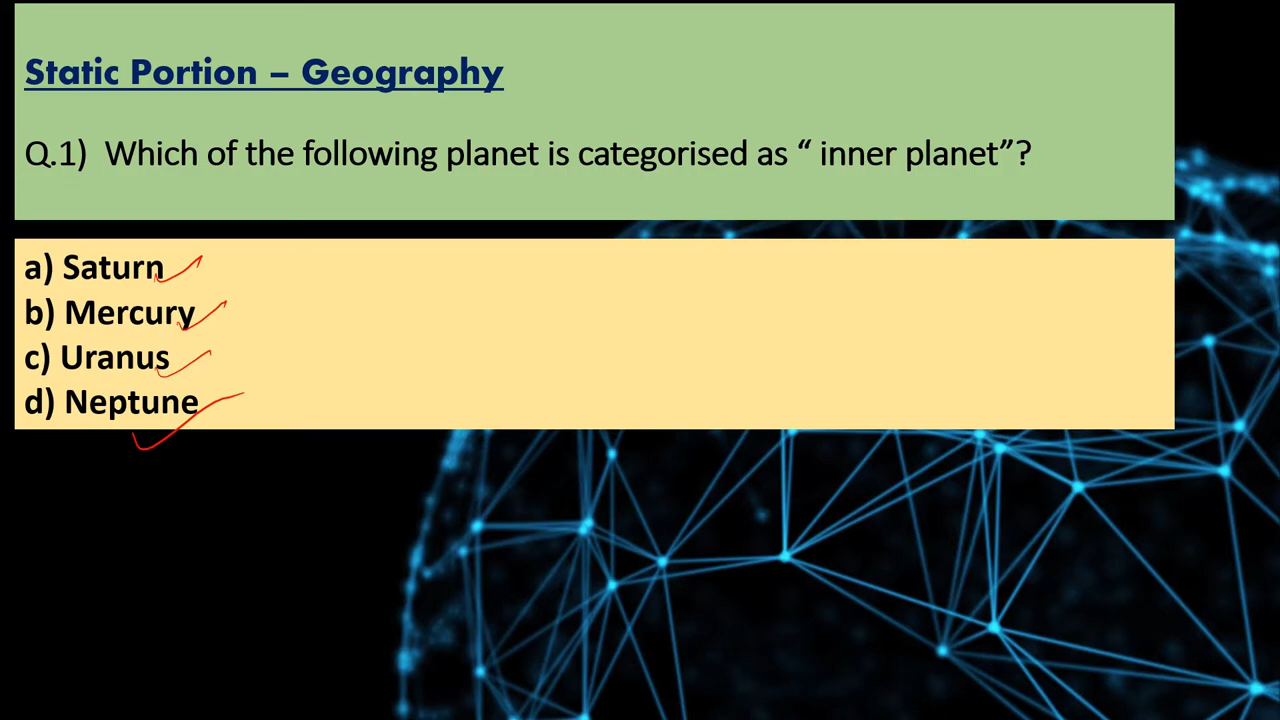 Static Portion – Geography
Q.1)  Which of the following planet is categorised as “ inner planet”?
a) Saturn
b) Mercury
c) Uranus
d) Neptune